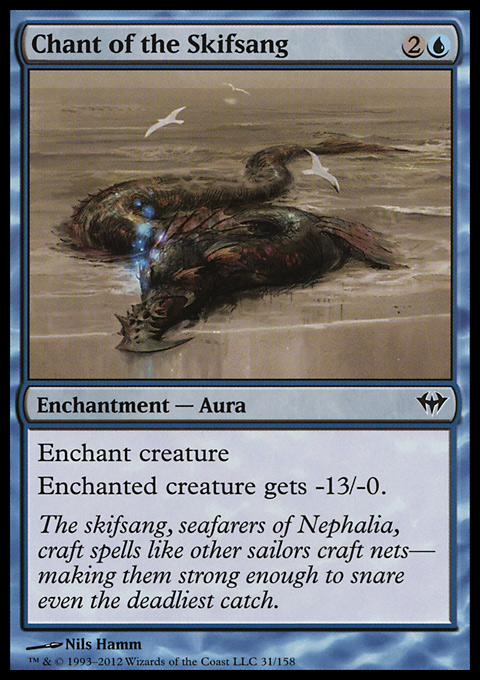 Chant of the Skifsang 2
Enchantment — Aura
Enchant creature
Enchanted creature gets -13/-0.
The skifsang, seafarers of Nephalia,
craft spells like other sailors craft nets—
making them strong enough to snare
even the deadliest catch.
Nils Hamm
™ & © 1993–2012 Wizards of the Coast LLC 31/158